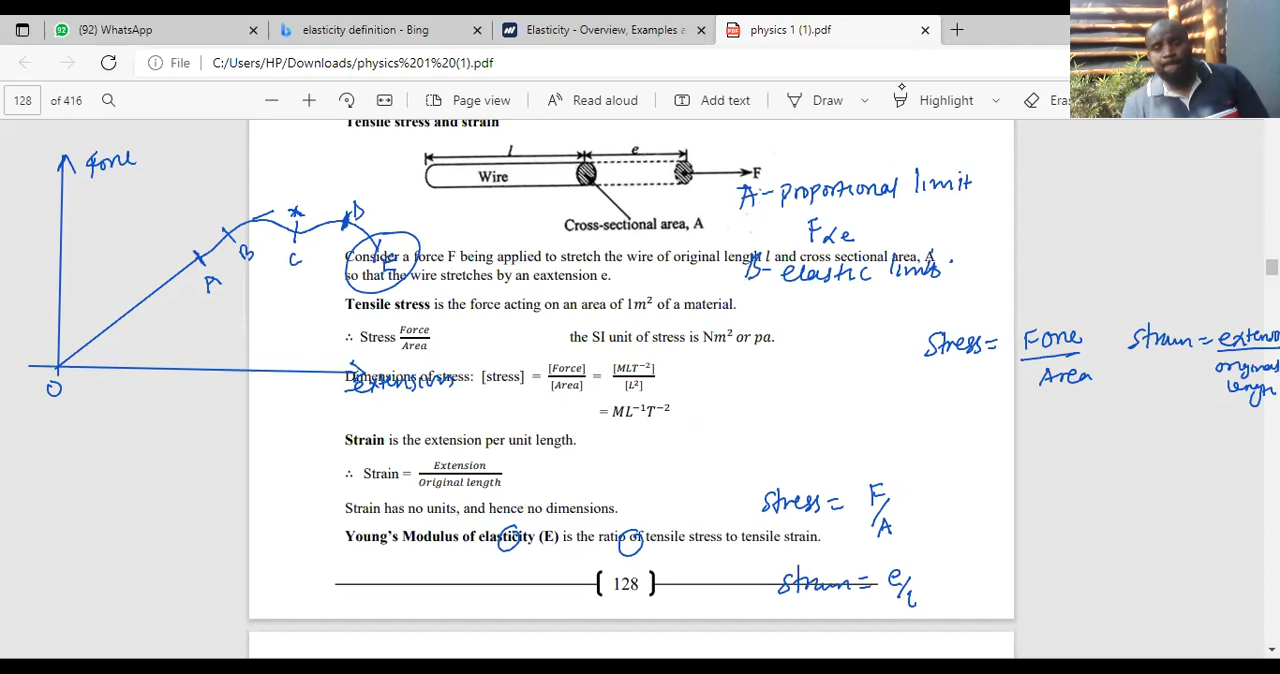 (92) WhatsApp
elasticity definition - Bing
Elasticity - Overview, Examples a
physics 1 (1).pdf
File
C:/Users/HP/Downloads/physics%201%20(1).pdf
128 of 416
Page view
Read aloud
Add text
Draw
Highlight
Eras
Tensile stress and strain
l
e
Wire
F
Cross-sectional area, A
Force
A
B
C
D
E
O
extension
A - proportional limit
F∝e
B - elastic limit
Consider a force F being applied to stretch the wire of original length l and cross sectional area, A
so that the wire stretches by an eaxtension e.
Tensile stress is the force acting on an area of 1m² of a material.
∴ Stress Force/Area the SI unit of stress is Nm² or pa.
Stress = Force/Area
Strain = extension/original length
Dimensions of stress: [stress] = [Force]/[Area] = [MLT⁻²]/[L²]
= ML⁻¹T⁻²
Strain is the extension per unit length.
∴ Strain = Extension/Original length
Strain has no units, and hence no dimensions.
Stress = F/A
Young's Modulus of elasticity (E) is the ratio of tensile stress to tensile strain.
{ 128 }
Strain = e/l